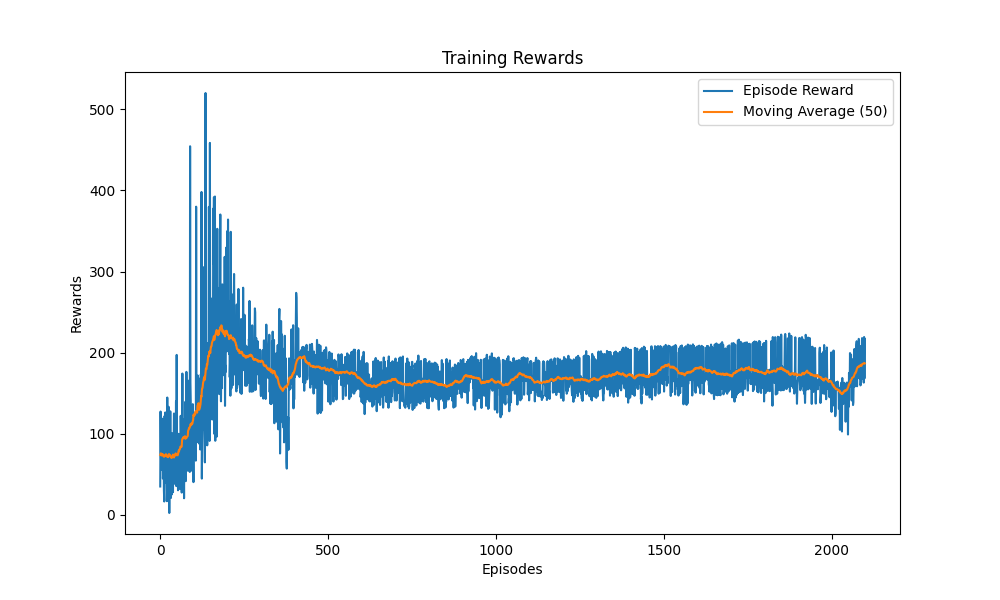 Training Rewards
Episode Reward
Moving Average (50)
Rewards
500
400
300
200
100
0
0
500
1000
1500
2000
Episodes